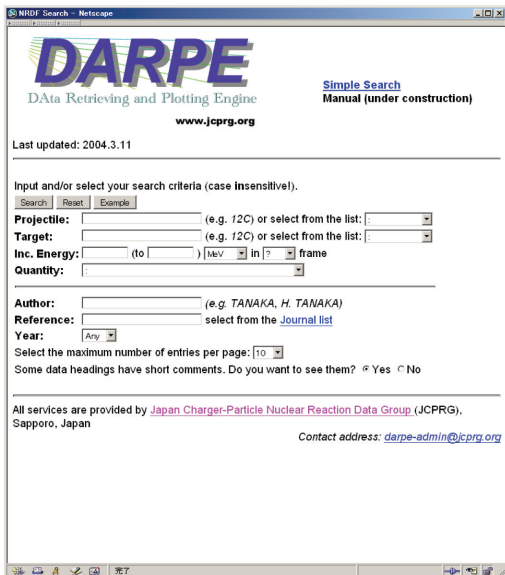 NRDF Search - Netscape
DARPE
DAta Retrieving and Plotting Engine
www.jcprg.org
Simple Search
Manual (under construction)
Last updated: 2004.3.11
Input and/or select your search criteria (case insensitive!).
Search Reset Example
Projectile: (e.g. 12C) or select from the list: :
Target: (e.g. 12C) or select from the list: :
Inc. Energy: (to ) MeV in ? frame
Quantity: :
Author: (e.g. TANAKA, H. TANAKA)
Reference: select from the Journal list
Year: Any
Select the maximum number of entries per page: 10
Some data headings have short comments. Do you want to see them? Yes No
All services are provided by Japan Charger-Particle Nuclear Reaction Data Group (JCPRG),
Sapporo, Japan
Contact address: darpe-admin@jcprg.org
完了